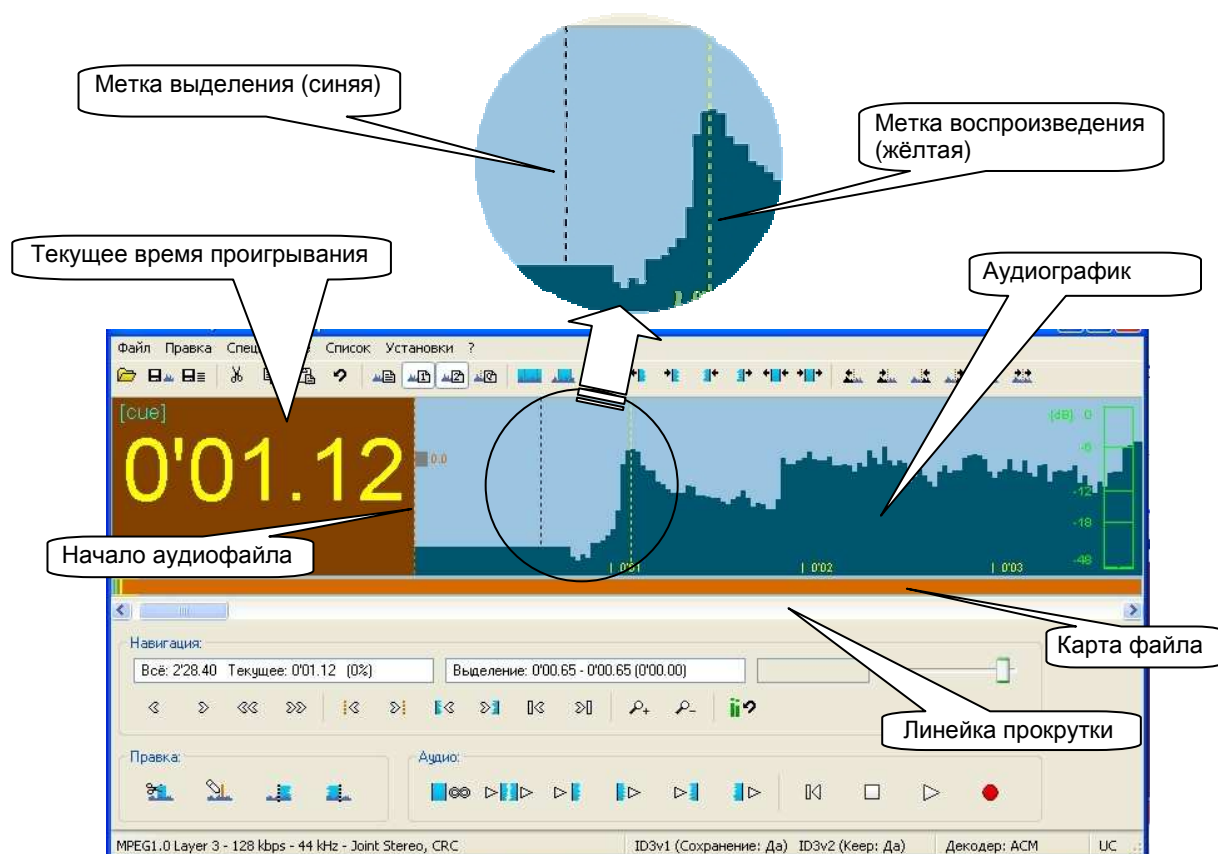 Метка выделения (синяя)
Метка воспроизведения
(жёлтая)
Текущее время проигрывания
Аудиографик
Файл Правка Список Установки ?
[cue]
0'01.12
0.0
[dB] 0
-6
-12
-18
-48
Начало аудиофайла
0'01
0'02
0'03
Карта файла
Навигация:
Всё: 2'28.40 Текущее: 0'01.12 (0%)
Выделение: 0'00.65 - 0'00.65 (0'00.00)
Линейка прокрутки
Правка:
Аудио:
MPEG1.0 Layer 3 - 128 kbps - 44 kHz - Joint Stereo, CRC
ID3v1 (Сохранение: Да) ID3v2 (Keep: Да) Декодер: ACM UC